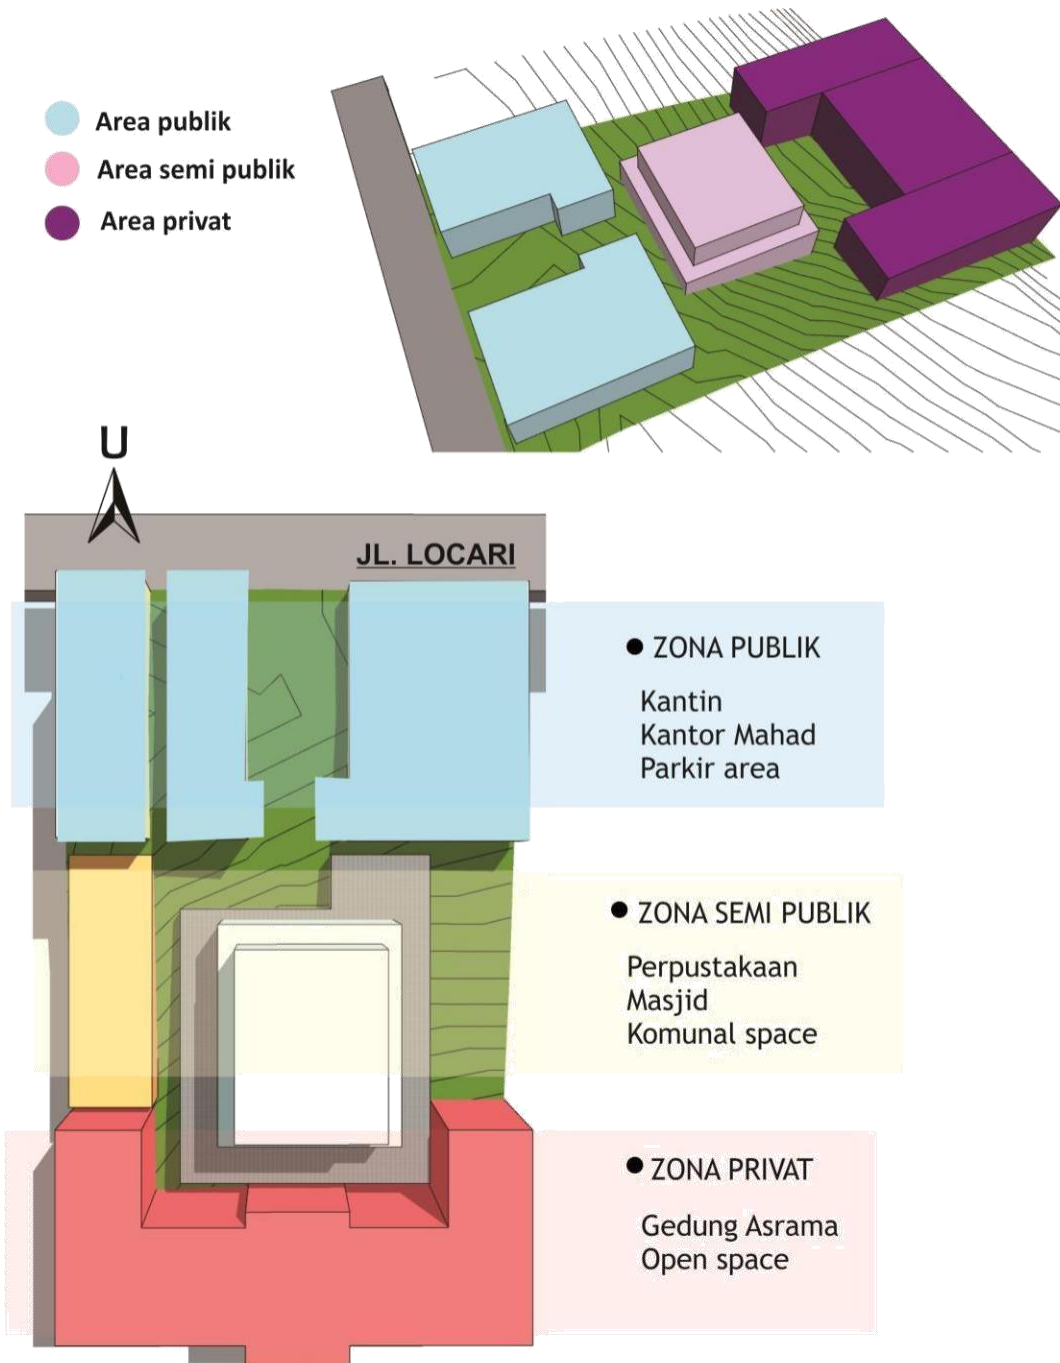 Area publik
Area semi publik
Area privat
U
JL. LOCARI
● ZONA PUBLIK
Kantin
Kantor Mahad
Parkir area
● ZONA SEMI PUBLIK
Perpustakaan
Masjid
Komunal space
● ZONA PRIVAT
Gedung Asrama
Open space